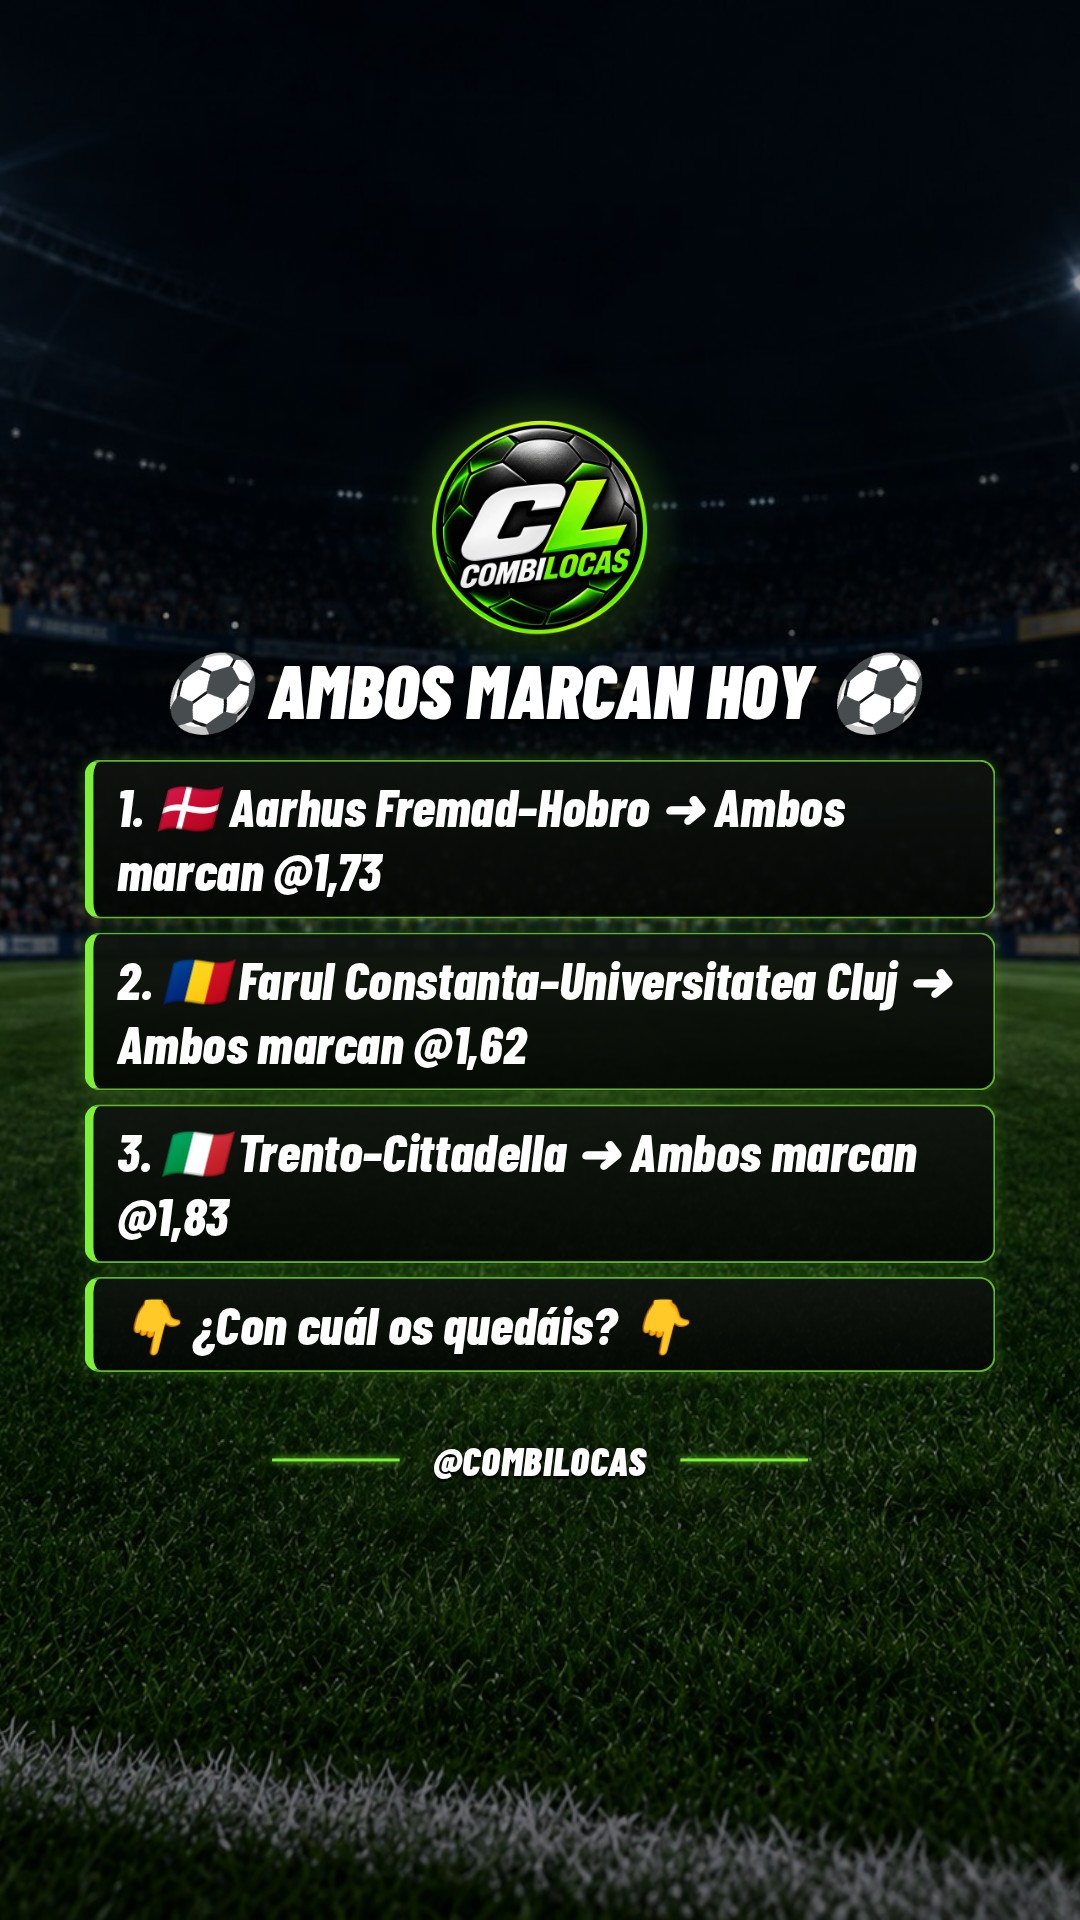 CL
COMBILOCAS
⚽ AMBOS MARCAN HOY ⚽
1. 🇩🇰 Aarhus Fremad-Hobro ➜ Ambos
marcan @1,73
2. 🇷🇴 Farul Constanta-Universitatea Cluj ➜
Ambos marcan @1,62
3. 🇮🇹 Trento-Cittadella ➜ Ambos marcan
@1,83
👇 ¿Con cuál os quedáis? 👇
@COMBILOCAS